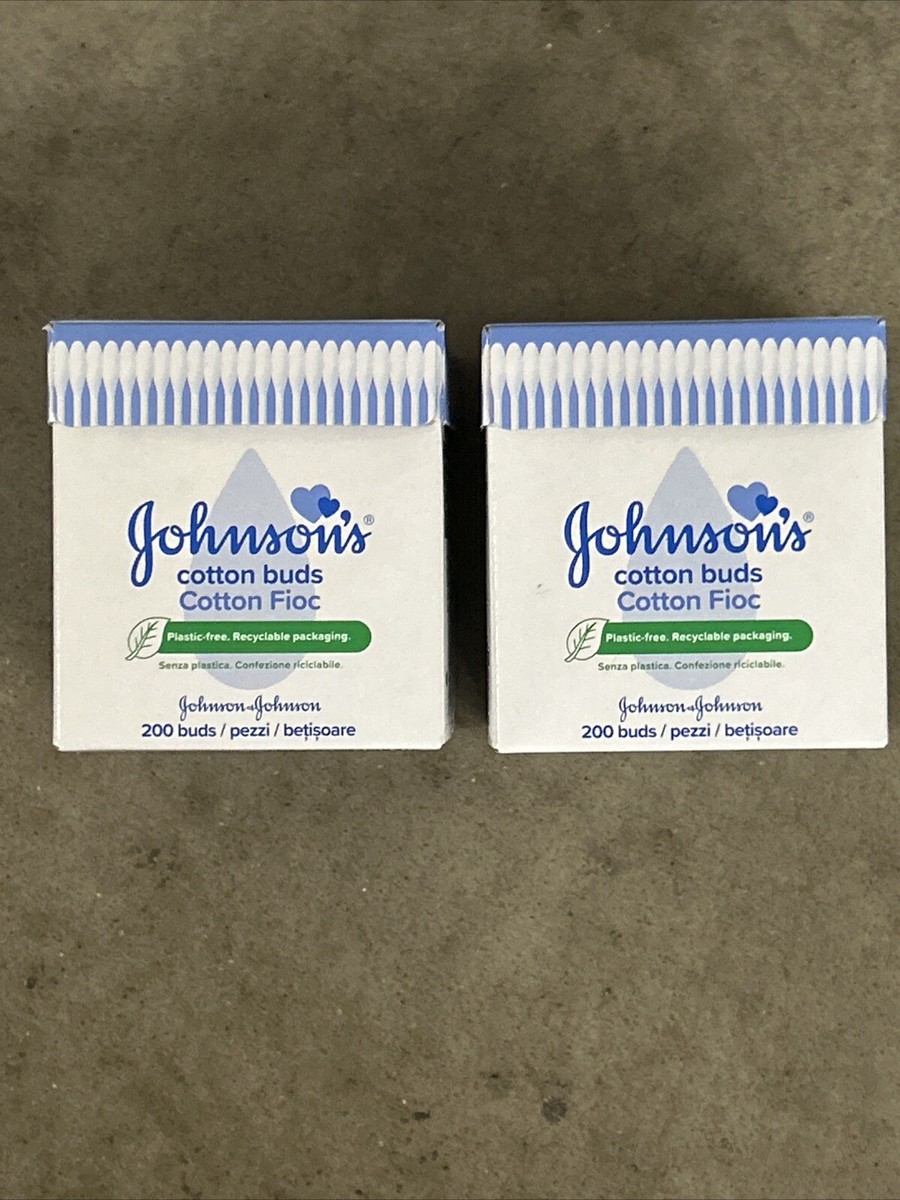 Johnson's®
cotton buds
Cotton Fioc
Plastic-free. Recyclable packaging.
Senza plastica. Confezione riciclabile.
Johnson&Johnson
200 buds / pezzi / bețișoare
Johnson's®
cotton buds
Cotton Fioc
Plastic-free. Recyclable packaging.
Senza plastica. Confezione riciclabile.
Johnson&Johnson
200 buds / pezzi / bețișoare